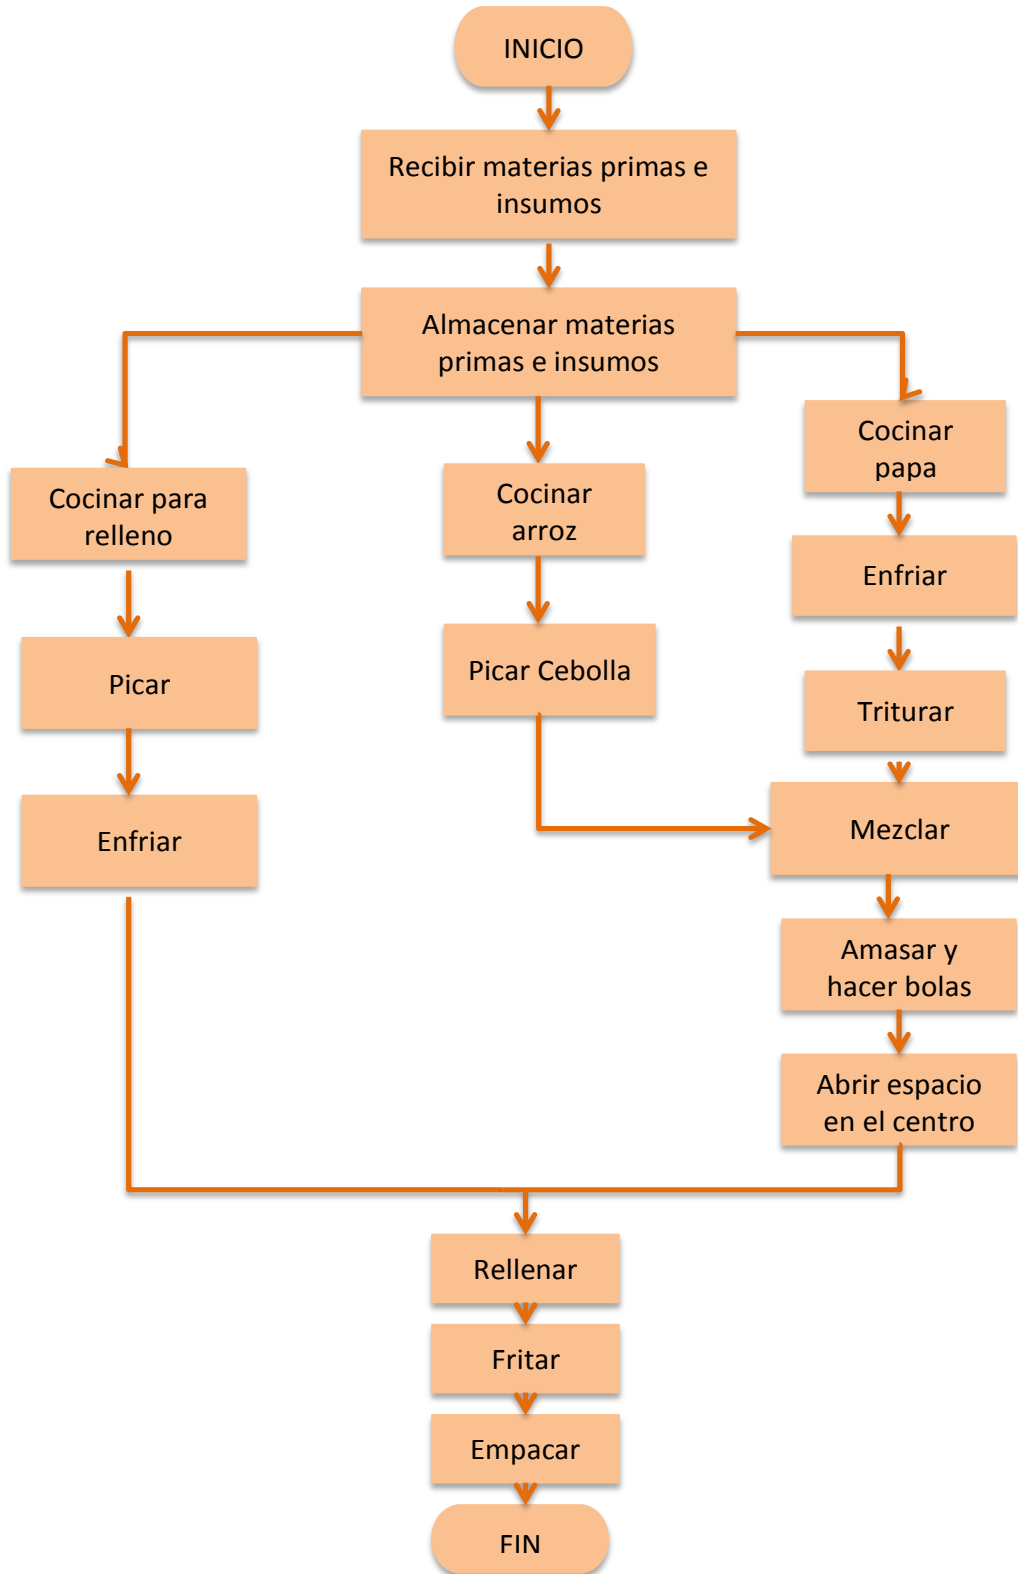 INICIO
Recibir materias primas e
insumos
Almacenar materias
primas e insumos
Cocinar para
relleno
Picar
Enfriar
Cocinar
arroz
Picar Cebolla
Cocinar
papa
Enfriar
Triturar
Mezclar
Amasar y
hacer bolas
Abrir espacio
en el centro
Rellenar
Fritar
Empacar
FIN